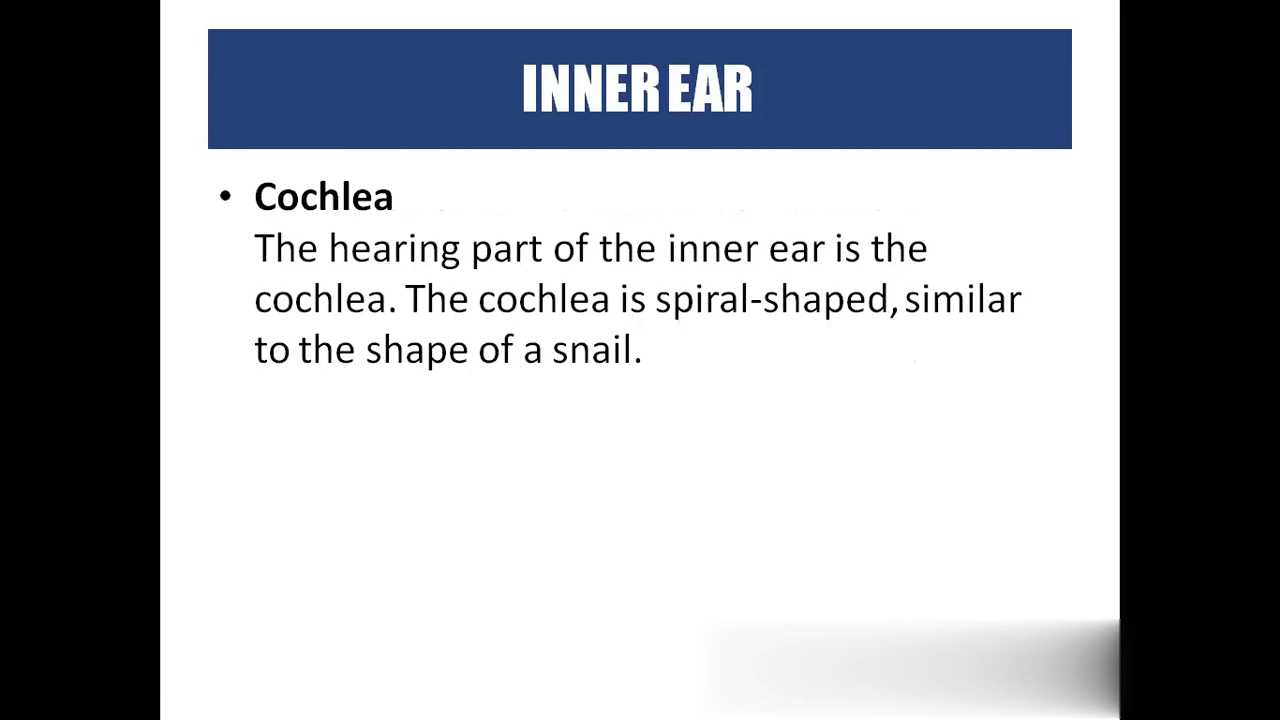 INNER EAR
• Cochlea
The hearing part of the inner ear is the
cochlea. The cochlea is spiral-shaped, similar
to the shape of a snail.